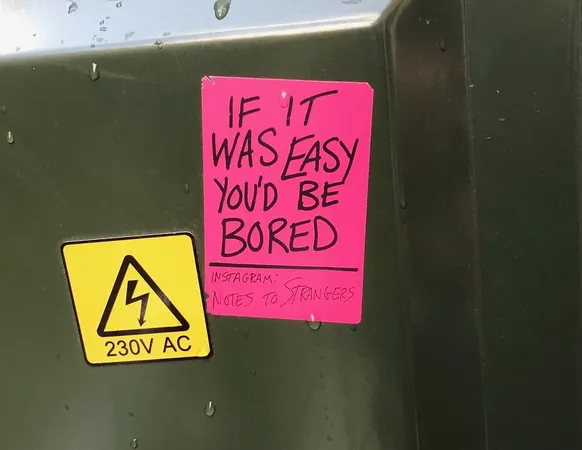 IF IT
WAS EASY
YOU'D BE
BORED
INSTAGRAM:
NOTES TO STRANGERS
230V AC